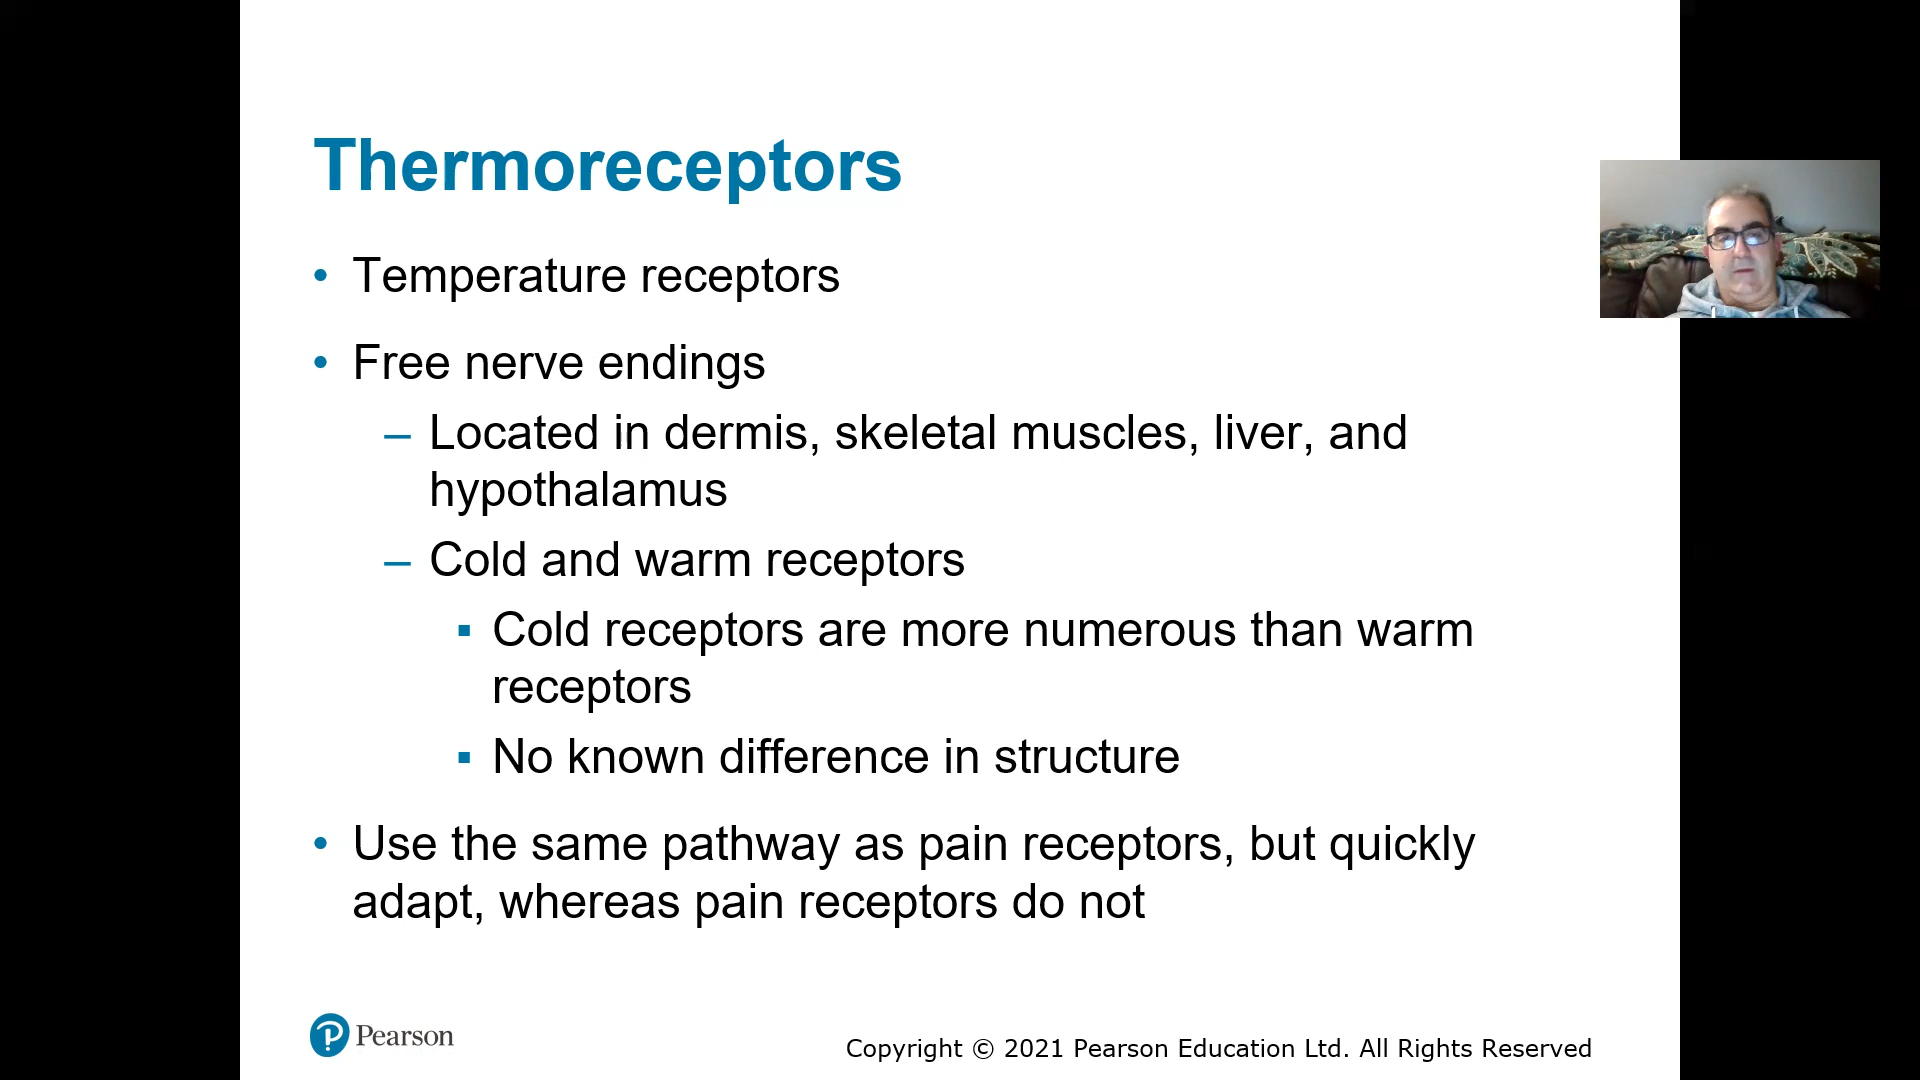 Thermoreceptors
• Temperature receptors
• Free nerve endings
– Located in dermis, skeletal muscles, liver, and
hypothalamus
– Cold and warm receptors
▪ Cold receptors are more numerous than warm
receptors
▪ No known difference in structure
• Use the same pathway as pain receptors, but quickly
adapt, whereas pain receptors do not
Pearson
Copyright © 2021 Pearson Education Ltd. All Rights Reserved